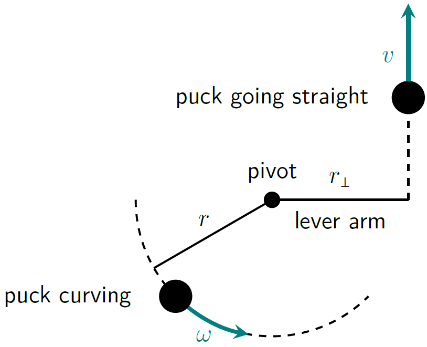 v
puck going straight
pivot
r⊥
r
lever arm
puck curving
ω